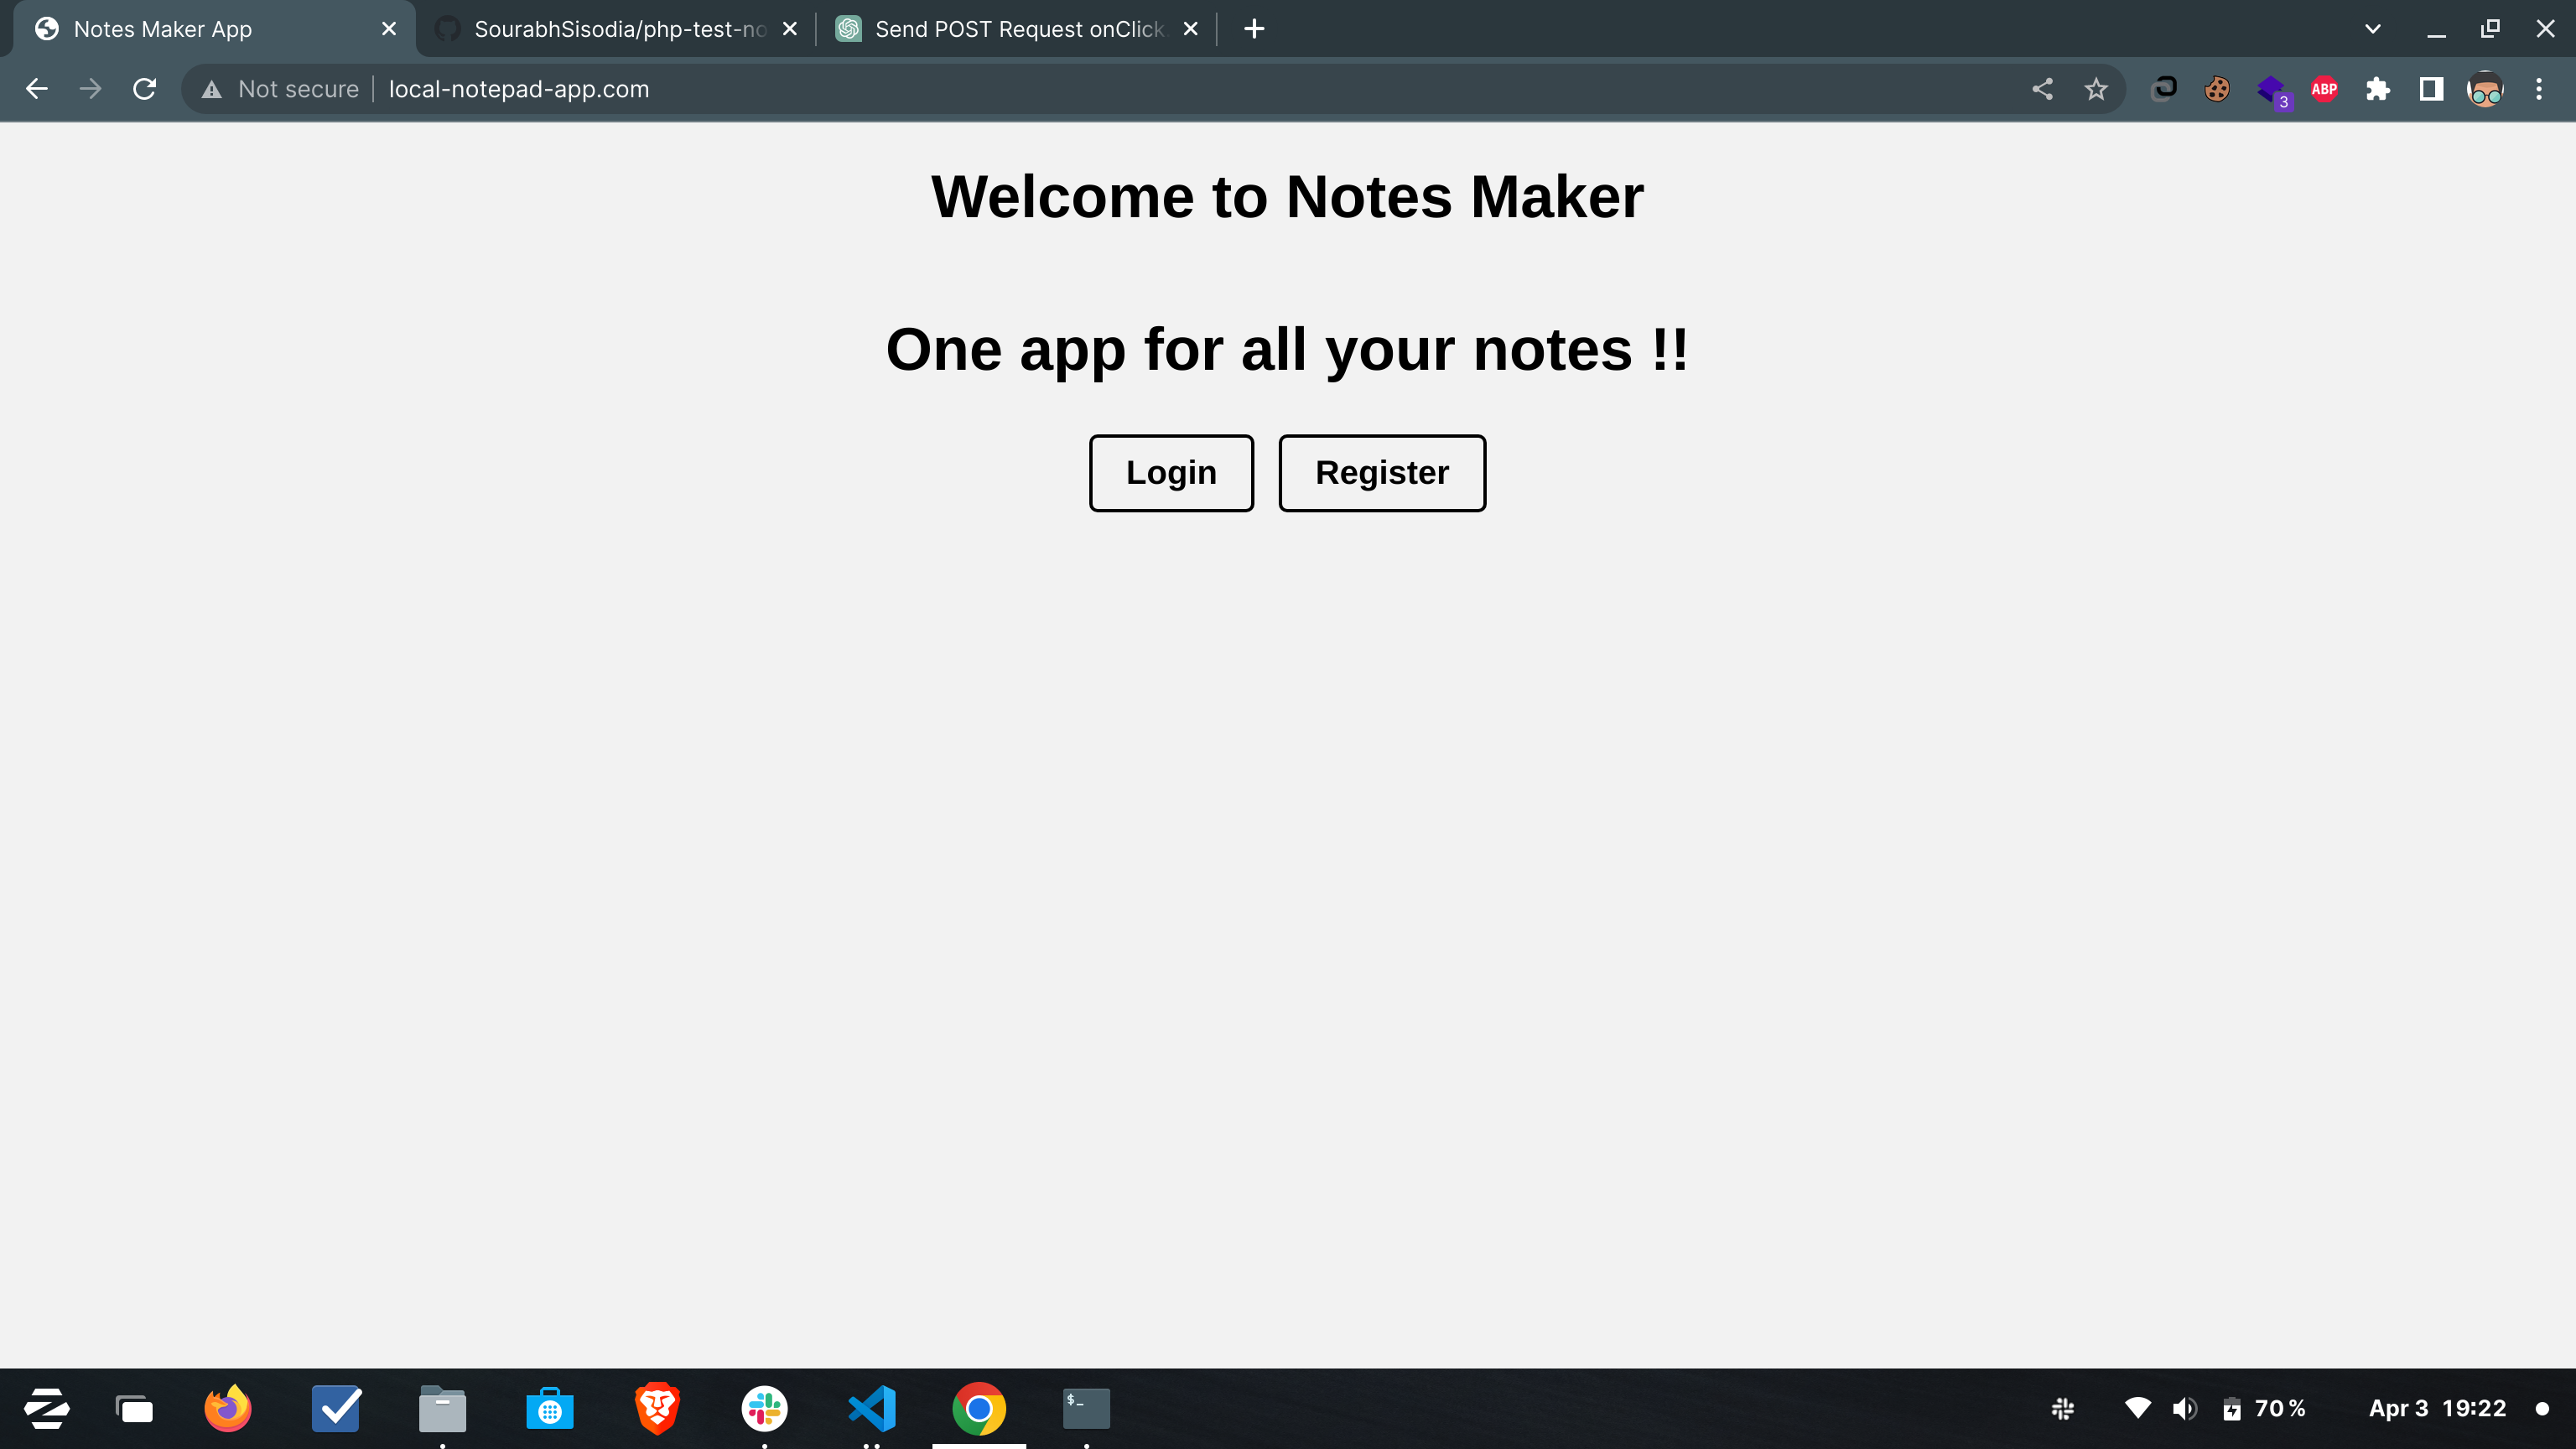 Notes Maker App
SourabhSisodia/php-test-no
Send POST Request onClick
Not secure
local-notepad-app.com
3
ABP
Welcome to Notes Maker
One app for all your notes !!
Login
Register
$_
70 %
Apr 3 19:22